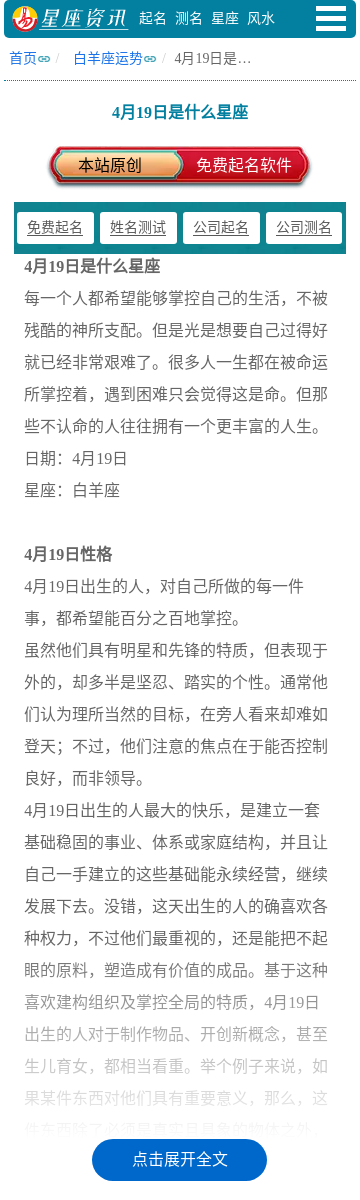 星座资讯 起名 测名 星座 风水
首页 / 白羊座运势 / 4月19日是…
4月19日是什么星座
本站原创 免费起名软件
免费起名 姓名测试 公司起名 公司测名
4月19日是什么星座
每一个人都希望能够掌控自己的生活，不被
残酷的神所支配。但是光是想要自己过得好
就已经非常艰难了。很多人一生都在被命运
所掌控着，遇到困难只会觉得这是命。但那
些不认命的人往往拥有一个更丰富的人生。
日期：4月19日
星座：白羊座
4月19日性格
4月19日出生的人，对自己所做的每一件
事，都希望能百分之百地掌控。
虽然他们具有明星和先锋的特质，但表现于
外的，却多半是坚忍、踏实的个性。通常他
们认为理所当然的目标，在旁人看来却难如
登天；不过，他们注意的焦点在于能否控制
良好，而非领导。
4月19日出生的人最大的快乐，是建立一套
基础稳固的事业、体系或家庭结构，并且让
自己一手建立的这些基础能永续经营，继续
发展下去。没错，这天出生的人的确喜欢各
种权力，不过他们最重视的，还是能把不起
眼的原料，塑造成有价值的成品。基于这种
喜欢建构组织及掌控全局的特质，4月19日
出生的人对于制作物品、开创新概念，甚至
生儿育女，都相当看重。举个例子来说，如
果某件东西对他们具有重要意义，那么，这
件东西除了必须是真实且具象的物体之外，
点击展开全文